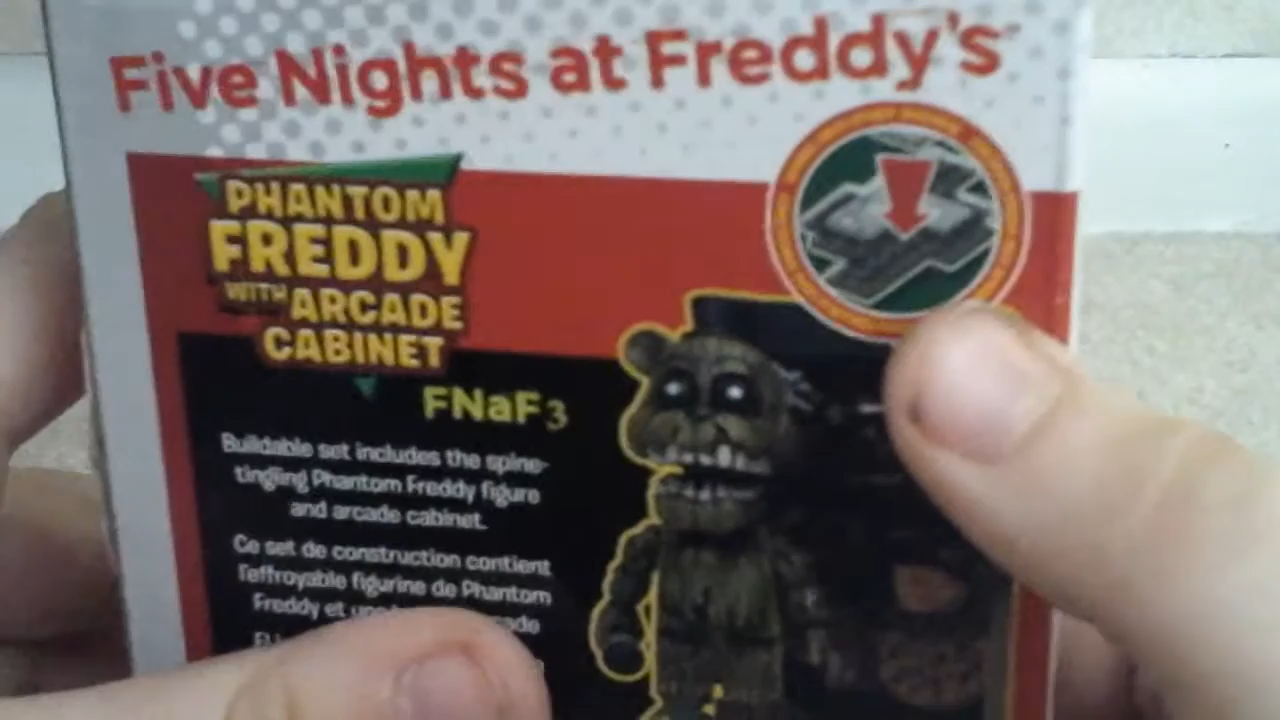 Five Nights at Freddy's
PHANTOM
FREDDY
WITH ARCADE
CABINET
FNaF3
Buildable set includes the spine-
tingling Phantom Freddy figure
and arcade cabinet.
Ce set de construction contient
l'effroyable figurine de Phantom
Freddy et